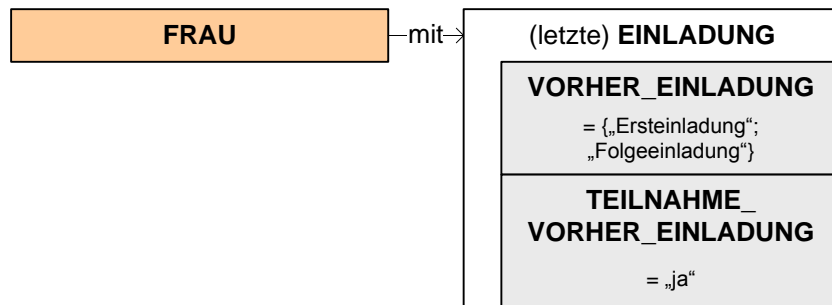 FRAU
mit
(letzte) EINLADUNG
VORHER_EINLADUNG
= {„Ersteinladung“;
„Folgeeinladung“}
TEILNAHME_
VORHER_EINLADUNG
= „ja“